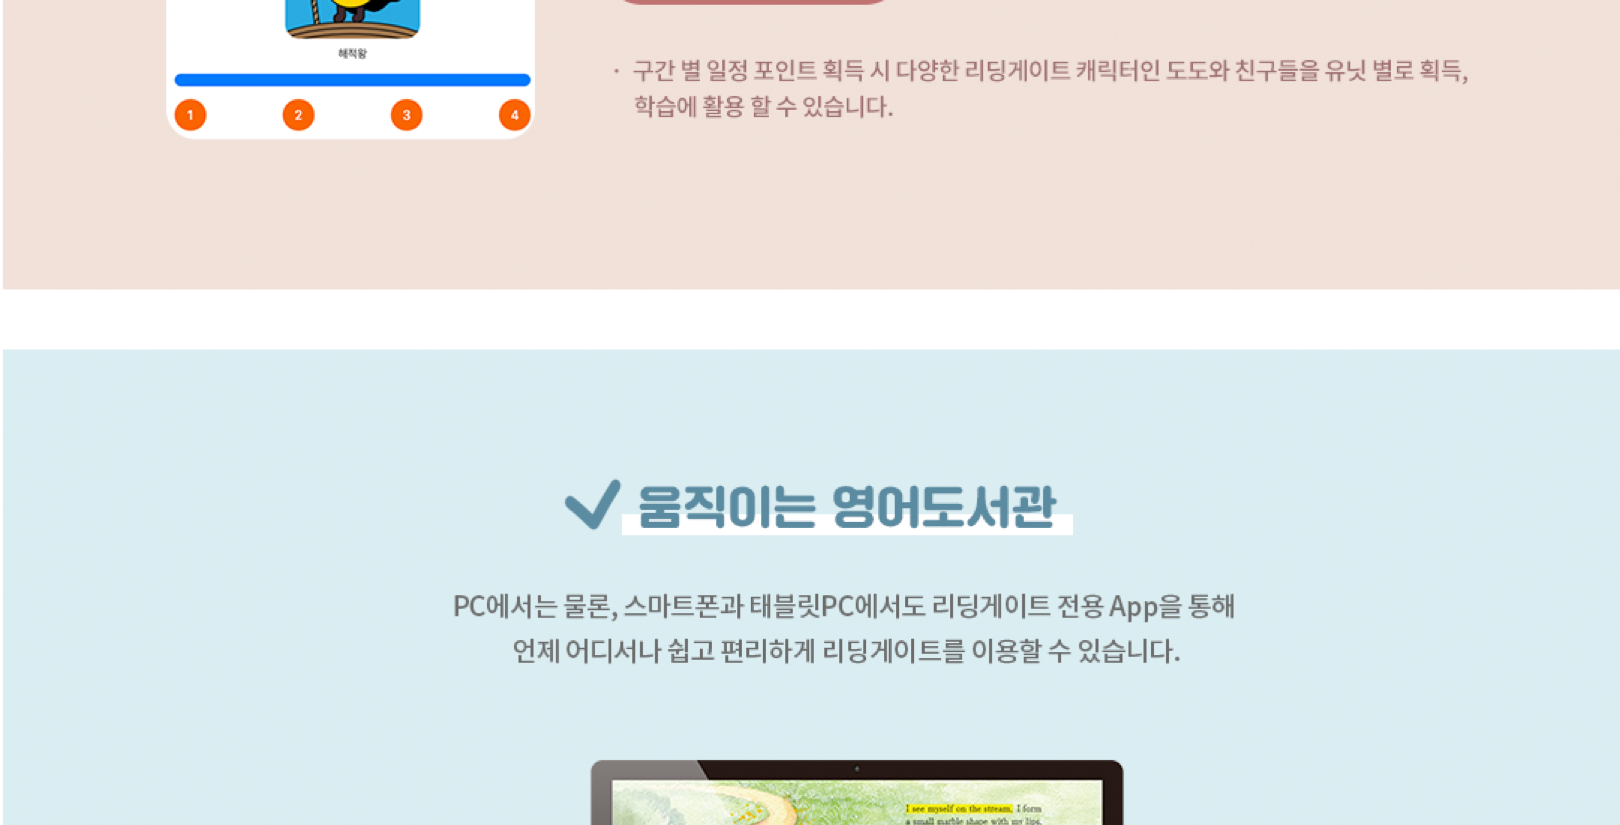 해적왕
1 2 3 4
· 구간 별 일정 포인트 획득 시 다양한 리딩게이트 캐릭터인 도도와 친구들을 유닛 별로 획득,
학습에 활용 할 수 있습니다.
움직이는 영어도서관
PC에서는 물론, 스마트폰과 태블릿PC에서도 리딩게이트 전용 App을 통해
언제 어디서나 쉽고 편리하게 리딩게이트를 이용할 수 있습니다.
I see myself on the stream. I form
a small marble shape with my lips.